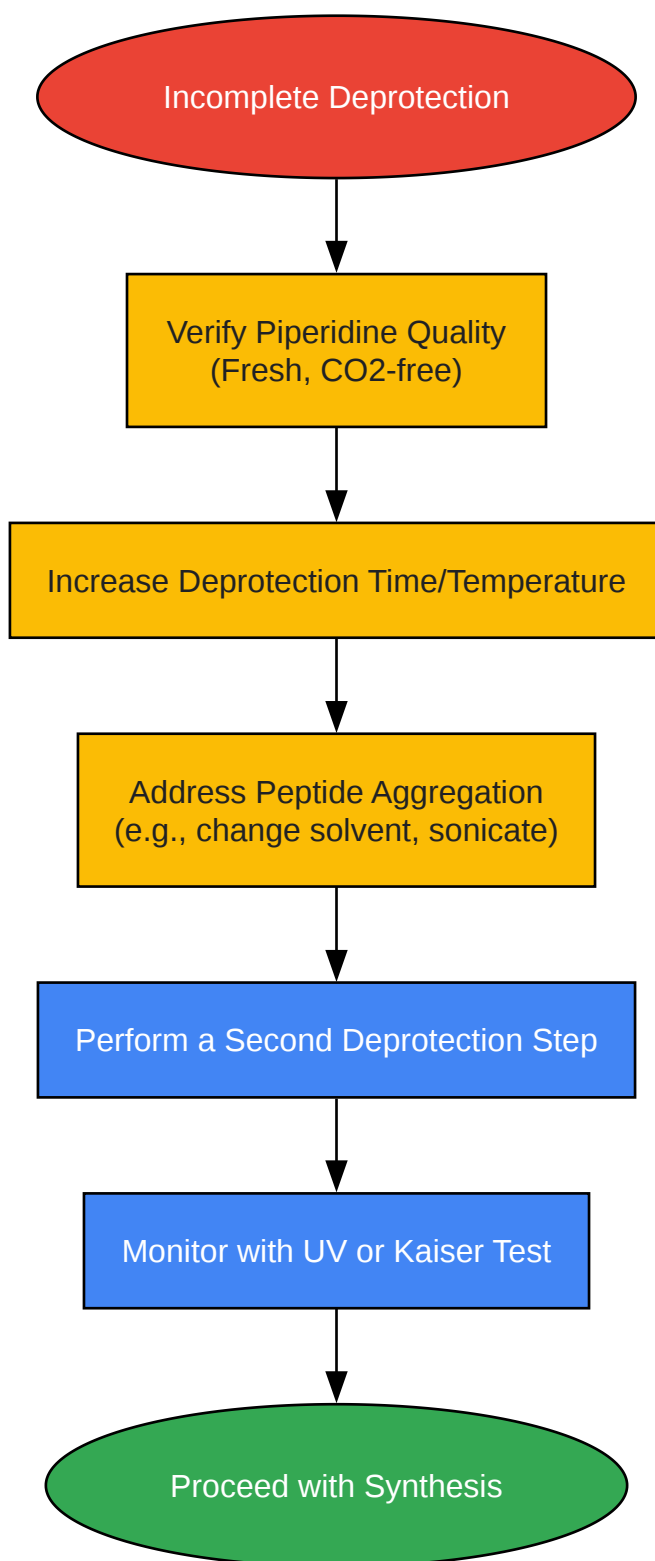 Incomplete Deprotection
Verify Piperidine Quality
(Fresh, CO2-free)
Increase Deprotection Time/Temperature
Address Peptide Aggregation
(e.g., change solvent, sonicate)
Perform a Second Deprotection Step
Monitor with UV or Kaiser Test
Proceed with Synthesis